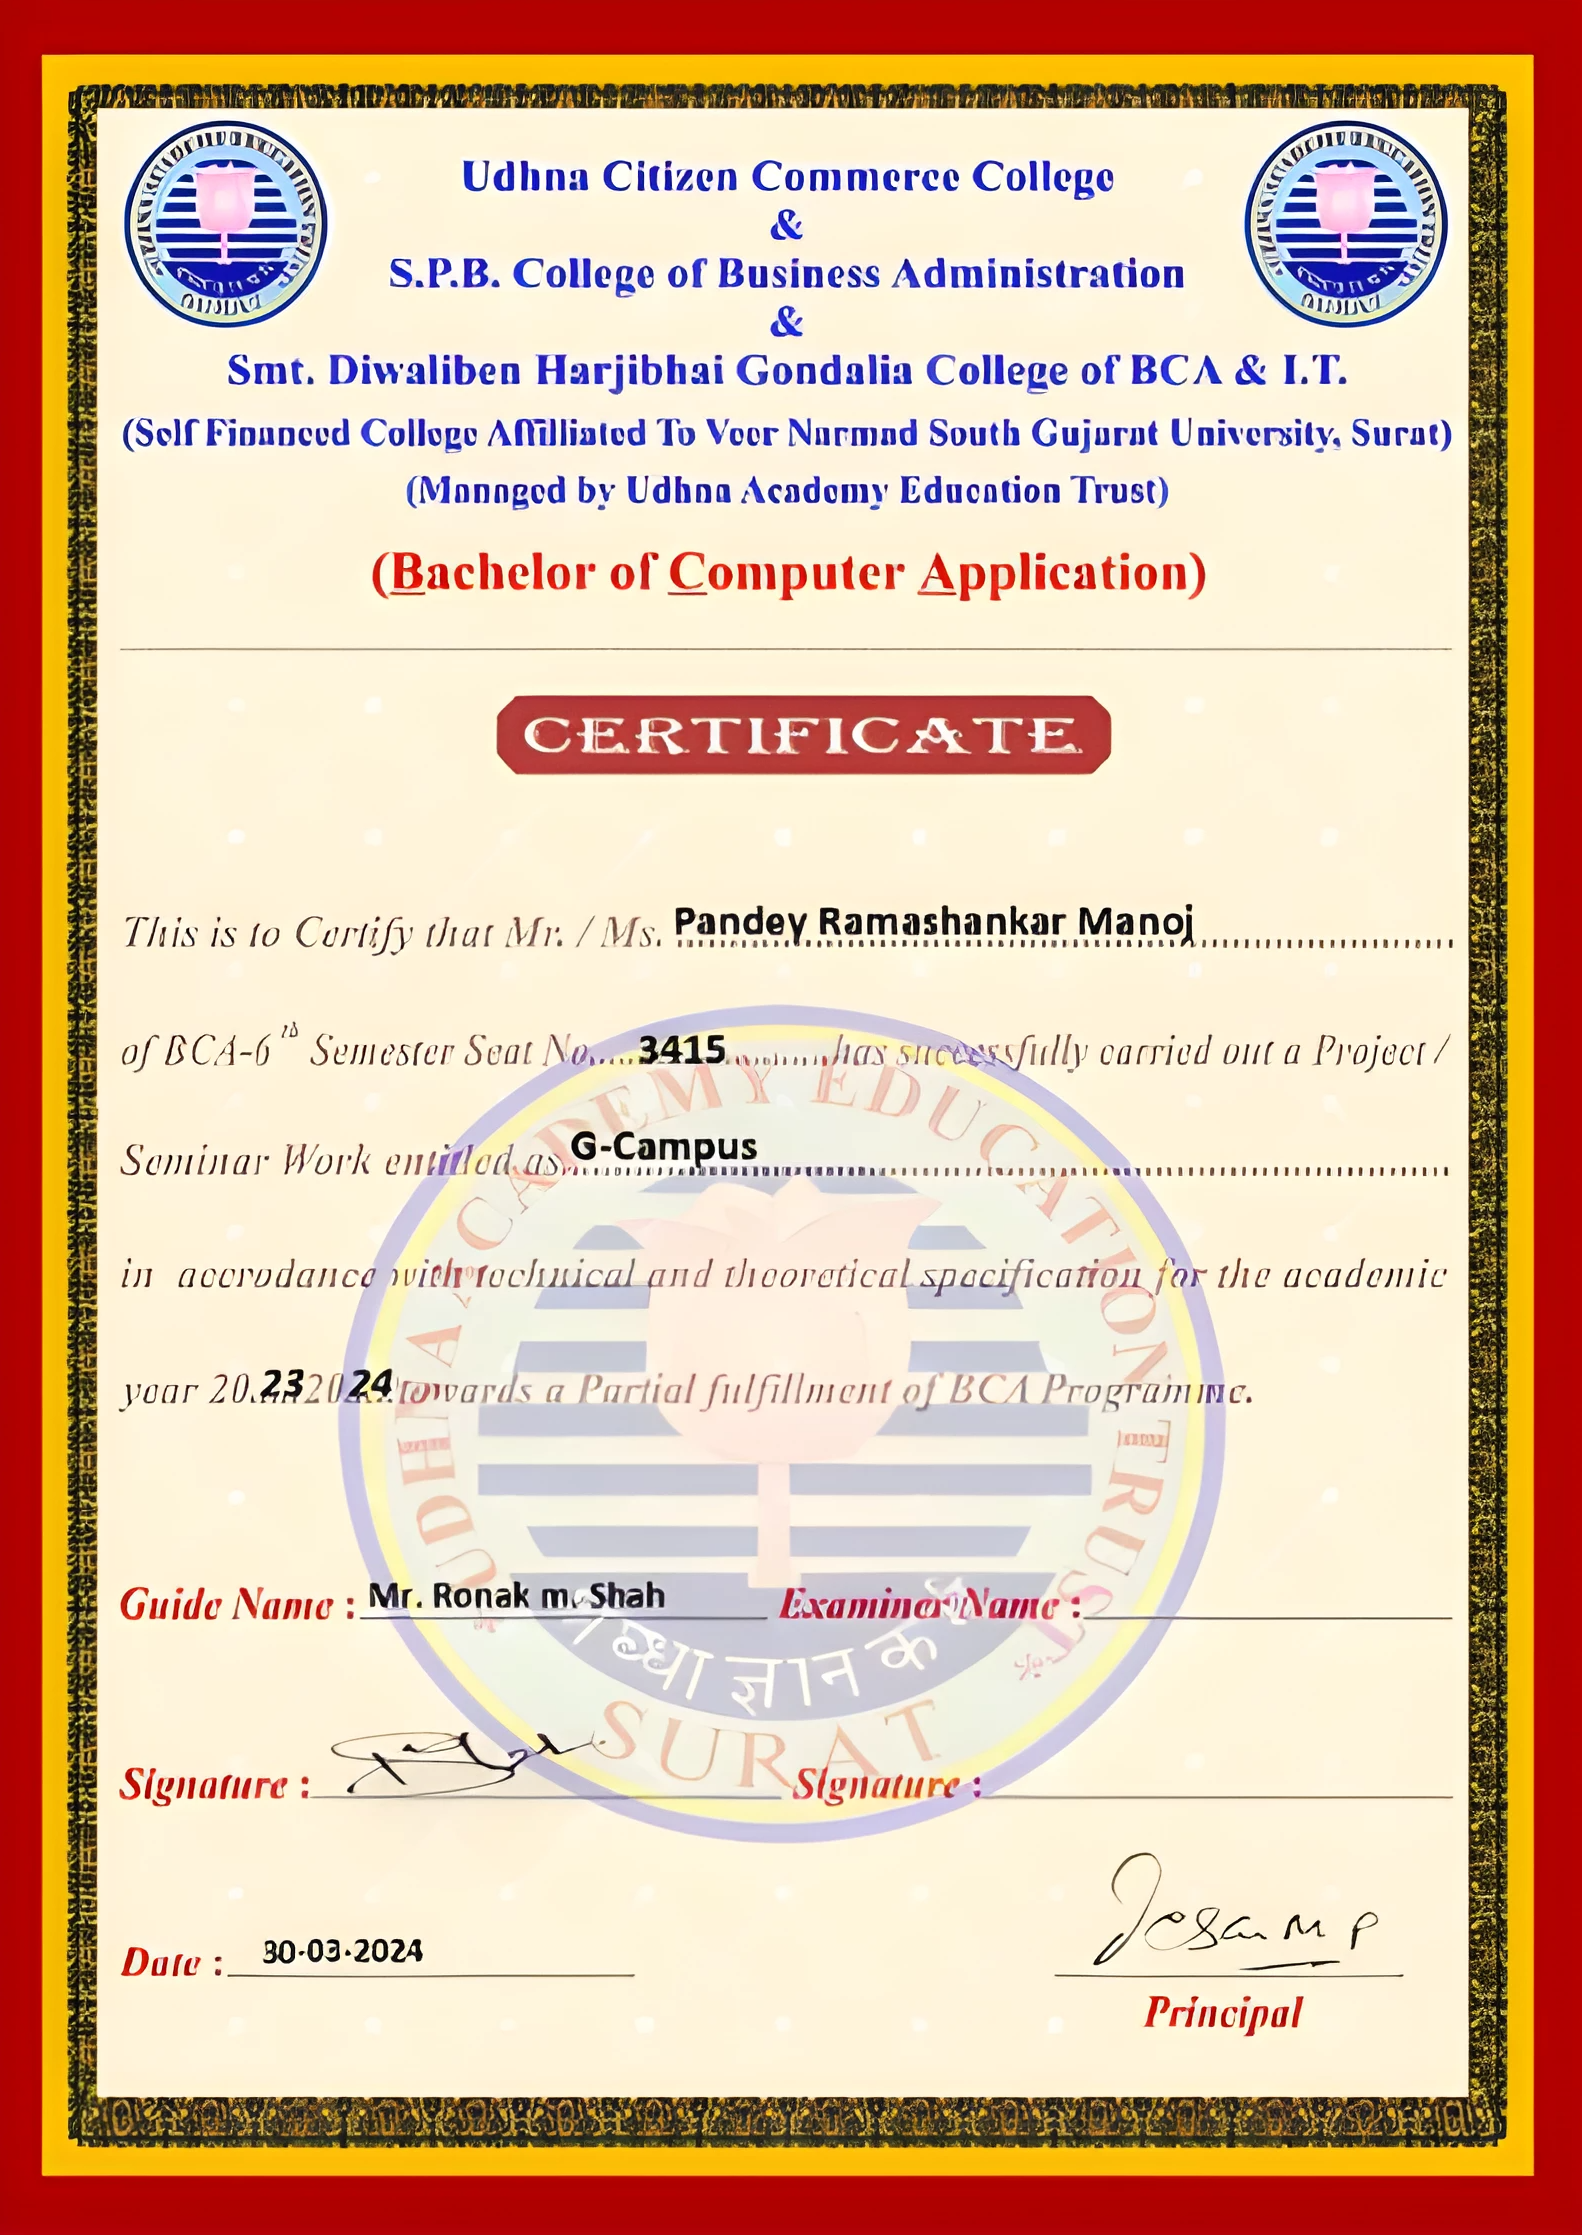 Udhna Citizen Commerce College
&
S.P.B. College of Business Administration
&
Smt. Diwaliben Harjibhai Gondalia College of BCA & I.T.
(Self Financed College Affilliated To Veer Narmad South Gujarat University, Surat)
(Managed by Udhna Academy Education Trust)
(Bachelor of Computer Application)
CERTIFICATE
This is to Certify that Mr. / Ms. Pandey Ramashankar Manoj
of BCA-6th Semester Seat No. 3415 has successfully carried out a Project /
Seminar Work entitled as G-Campus
in accrodance with technical and theoretical specification for the academic
year 20 23 20 24 towards a Partial fulfillment of BCA Programme.
UDHNA ACADEMY EDUCATION TRUST
Guide Name : Mr. Ronak m. Shah Examiner Name :
ज्ञान
SURAT
Signature : Signature :
Date : 30-03-2024
Principal